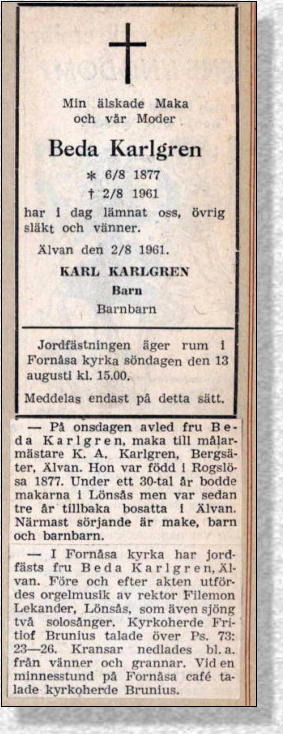 Min älskade Maka
och vår Moder
Beda Karlgren
* 6/8 1877
† 2/8 1961
har i dag lämnat oss, övrig
släkt och vänner.
Älvan den 2/8 1961.
KARL KARLGREN
Barn
Barnbarn
Jordfästningen äger rum i
Fornåsa kyrka söndagen den 13
augusti kl. 15.00.
Meddelas endast på detta sätt.
— På onsdagen avled fru Be-
da Karlgren, maka till målar-
mästare K. A. Karlgren, Bergsä-
ter, Älvan. Hon var född i Rogslö-
sa 1877. Under ett 30-tal år bodde
makarna i Lönsås men var sedan
tre år tillbaka bosatta i Älvan.
Närmast sörjande är make, barn
och barnbarn.
— I Fornåsa kyrka har jord-
fästs fru Beda Karlgren, Äl-
van. Före och efter akten utför-
des orgelmusik av rektor Filemon
Lekander, Lönsås, som även sjöng
två solosånger. Kyrkoherde Fri-
tiof Brunius talade över Ps. 73:
23—26. Kransar nedlades bl. a.
från vänner och grannar. Vid en
minnesstund på Fornåsa café ta-
lade kyrkoherde Brunius.